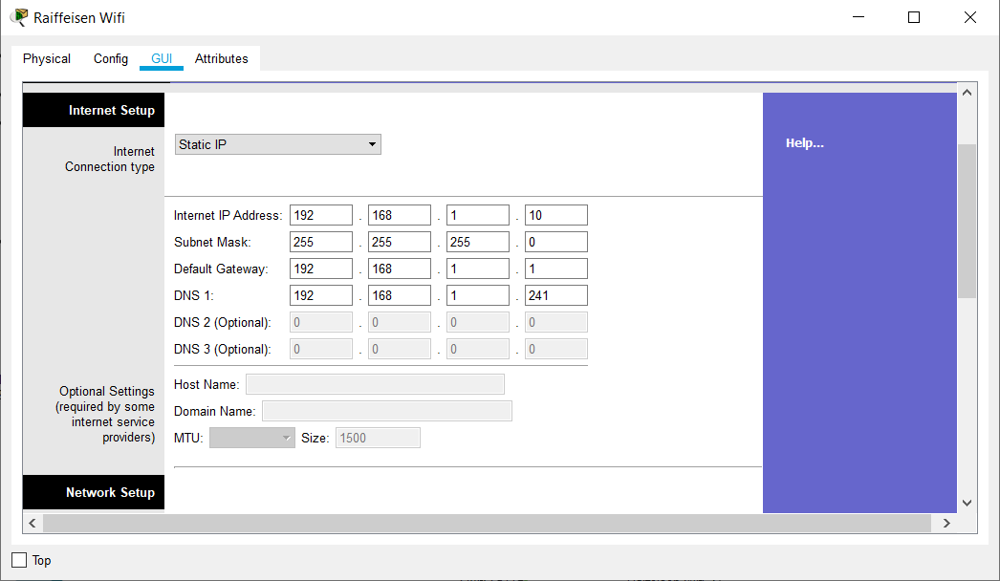 Raiffeisen Wifi
Physical Config GUI Attributes
Internet Setup
Internet
Connection type
Static IP
Help...
Internet IP Address: 192 . 168 . 1 . 10
Subnet Mask: 255 . 255 . 255 . 0
Default Gateway: 192 . 168 . 1 . 1
DNS 1: 192 . 168 . 1 . 241
DNS 2 (Optional): 0 . 0 . 0 . 0
DNS 3 (Optional): 0 . 0 . 0 . 0
Optional Settings
(required by some
internet service
providers)
Host Name:
Domain Name:
MTU: Size: 1500
Network Setup
Top